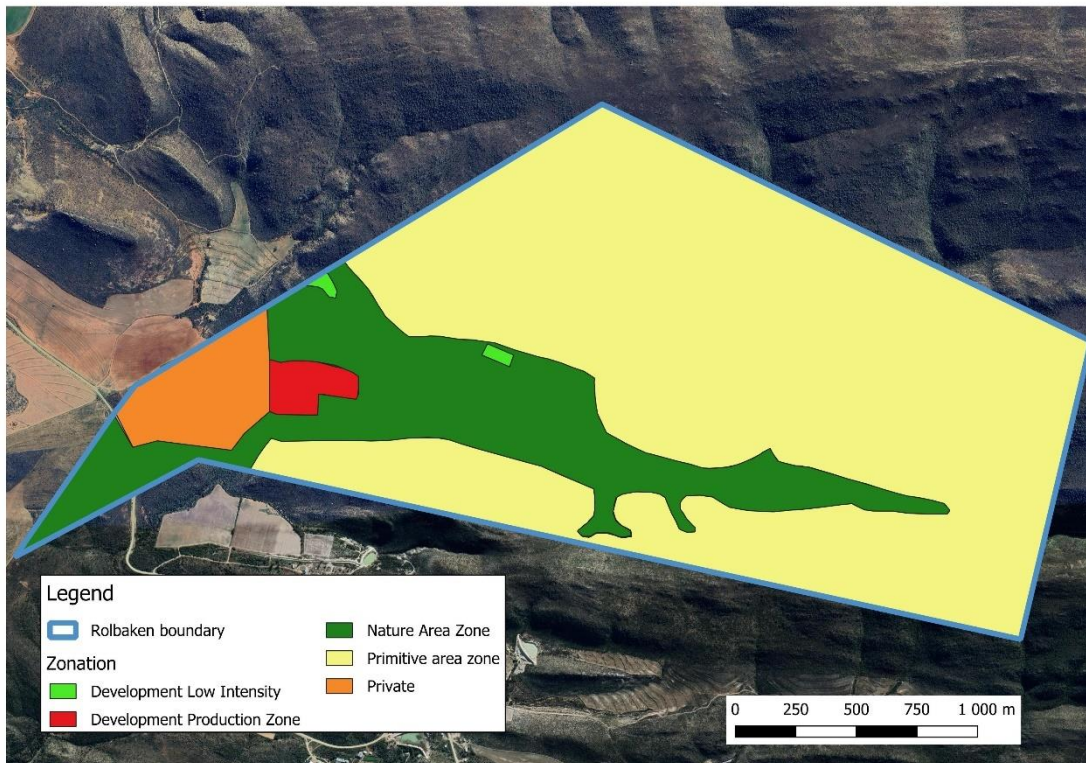 Legend
Rolbaken boundary
Zonation
Development Low Intensity
Development Production Zone
Nature Area Zone
Primitive area zone
Private
0 250 500 750 1 000 m